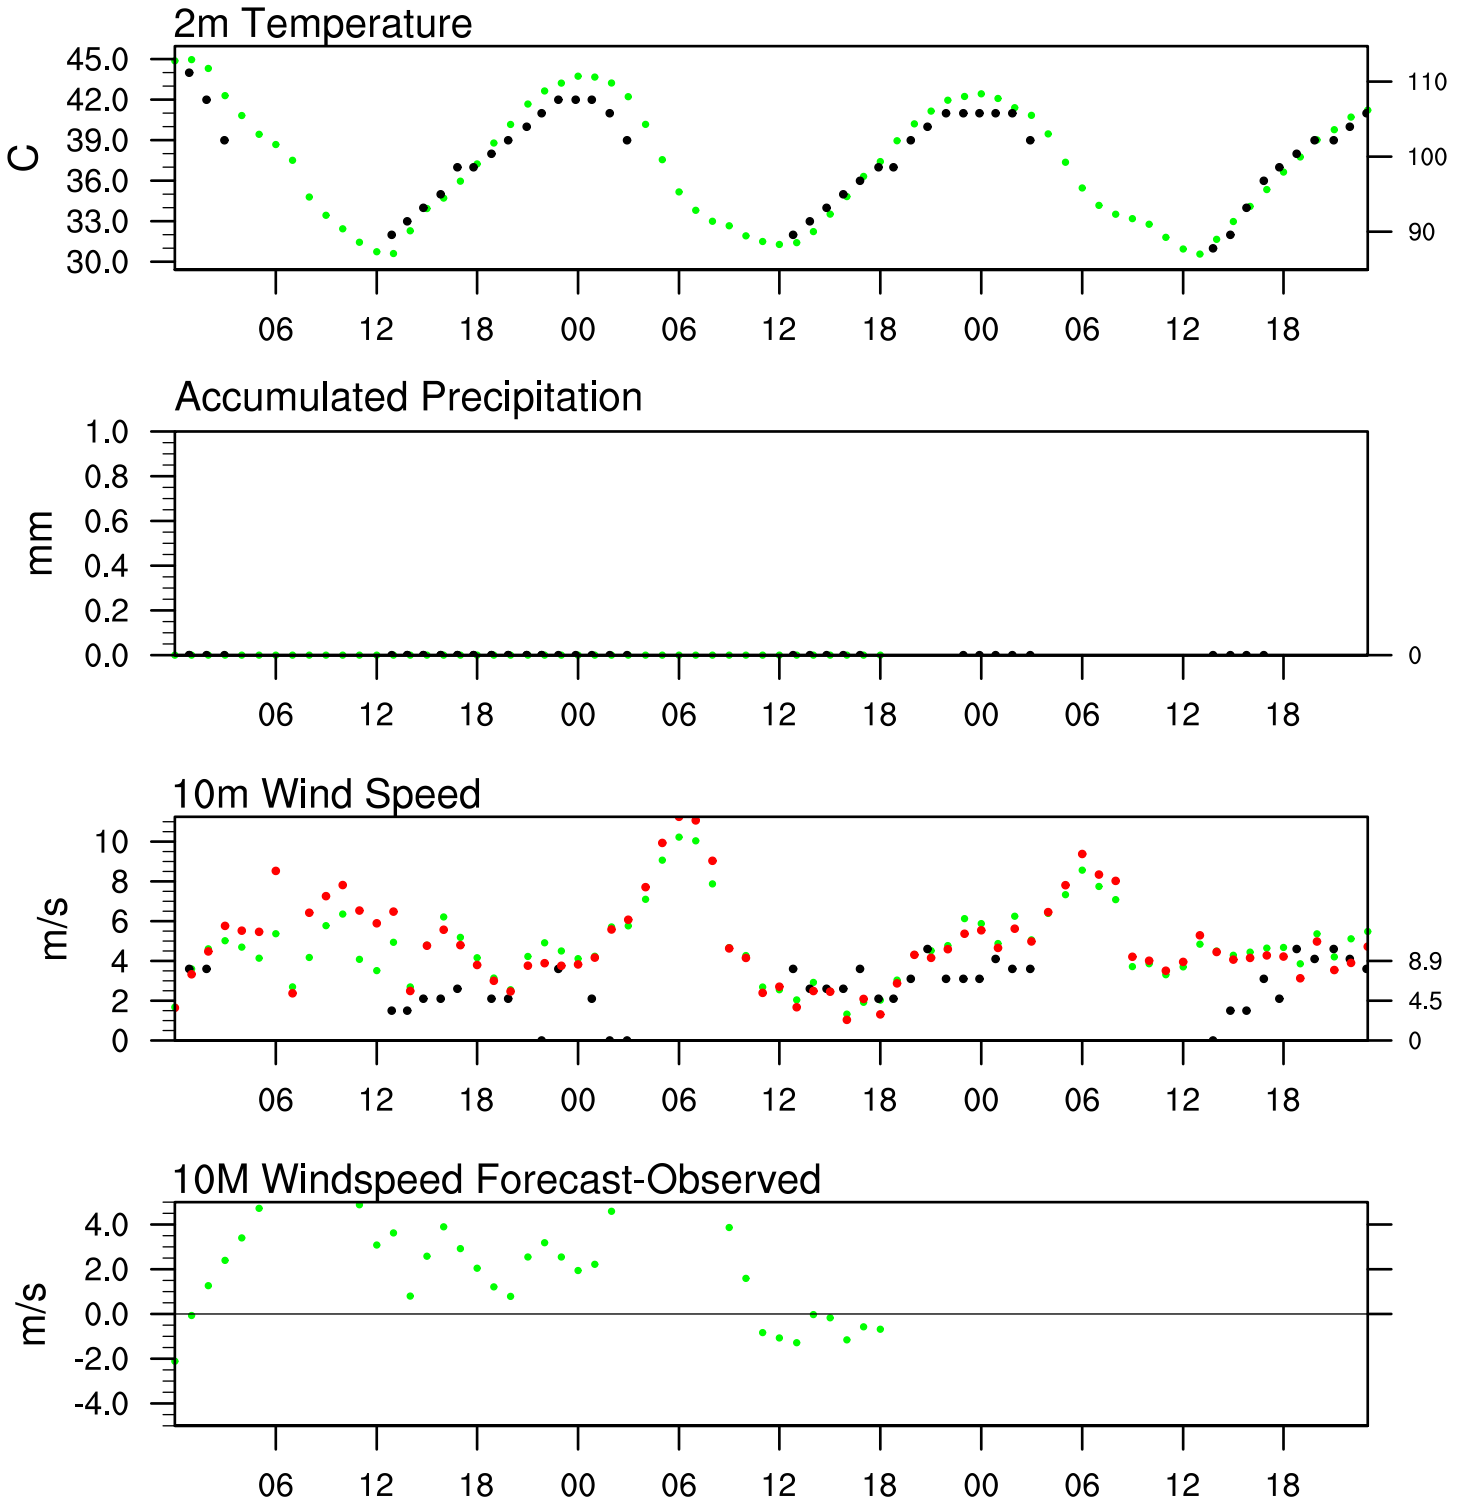 2m Temperature
45.0
42.0
39.0
36.0
33.0
30.0
C
110
100
90
06 12 18 00 06 12 18 00 06 12 18
Accumulated Precipitation
1.0
0.8
0.6
0.4
0.2
0.0
mm
0
06 12 18 00 06 12 18 00 06 12 18
10m Wind Speed
10
8
6
4
2
0
m/s
8.9
4.5
0
06 12 18 00 06 12 18 00 06 12 18
10M Windspeed Forecast-Observed
4.0
2.0
0.0
-2.0
-4.0
m/s
06 12 18 00 06 12 18 00 06 12 18